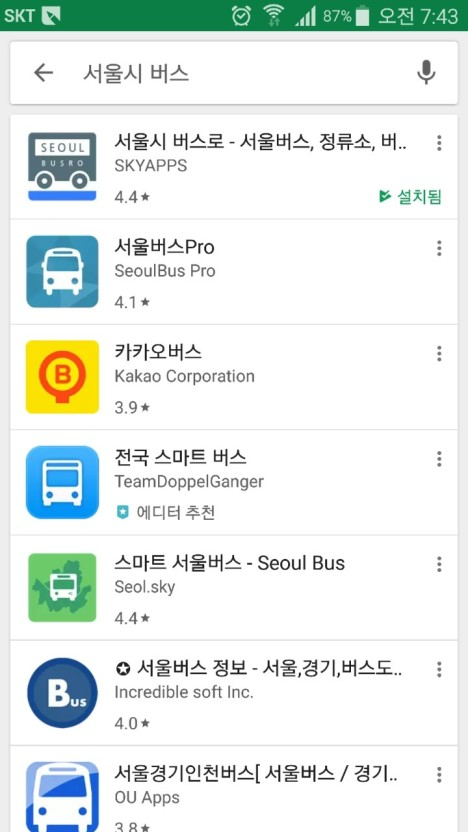 SKT 87% 오전 7:43
서울시 버스
SEOUL
BUSRO
서울시 버스로 - 서울버스, 정류소, 버..
SKYAPPS
4.4★
설치됨
서울버스Pro
SeoulBus Pro
4.1★
B
카카오버스
Kakao Corporation
3.9★
전국 스마트 버스
TeamDoppelGanger
에디터 추천
스마트 서울버스 - Seoul Bus
Seol.sky
4.4★
Bus
✪ 서울버스 정보 - 서울,경기,버스도..
Incredible soft Inc.
4.0★
서울경기인천버스[ 서울버스 / 경기..
OU Apps
3.8★